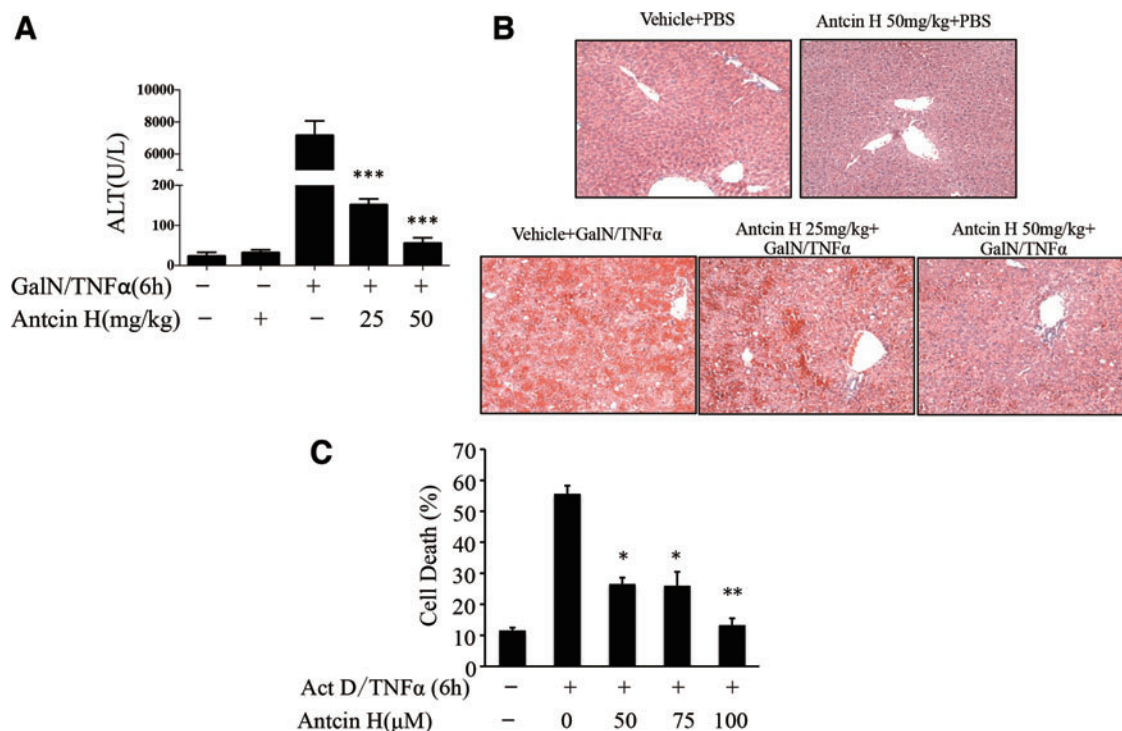 A
ALT(U/L)
10000
8000
6000
200
100
0
***
***
GalN/TNFα(6h) − − + + +
Antcin H(mg/kg) − + − 25 50
B
Vehicle+PBS
Antcin H 50mg/kg+PBS
Vehicle+GalN/TNFα
Antcin H 25mg/kg+
GalN/TNFα
Antcin H 50mg/kg+
GalN/TNFα
C
Cell Death (%)
70
60
50
40
30
20
10
0
*
*
**
Act D/TNFα (6h) − + + + +
Antcin H(μM) − 0 50 75 100